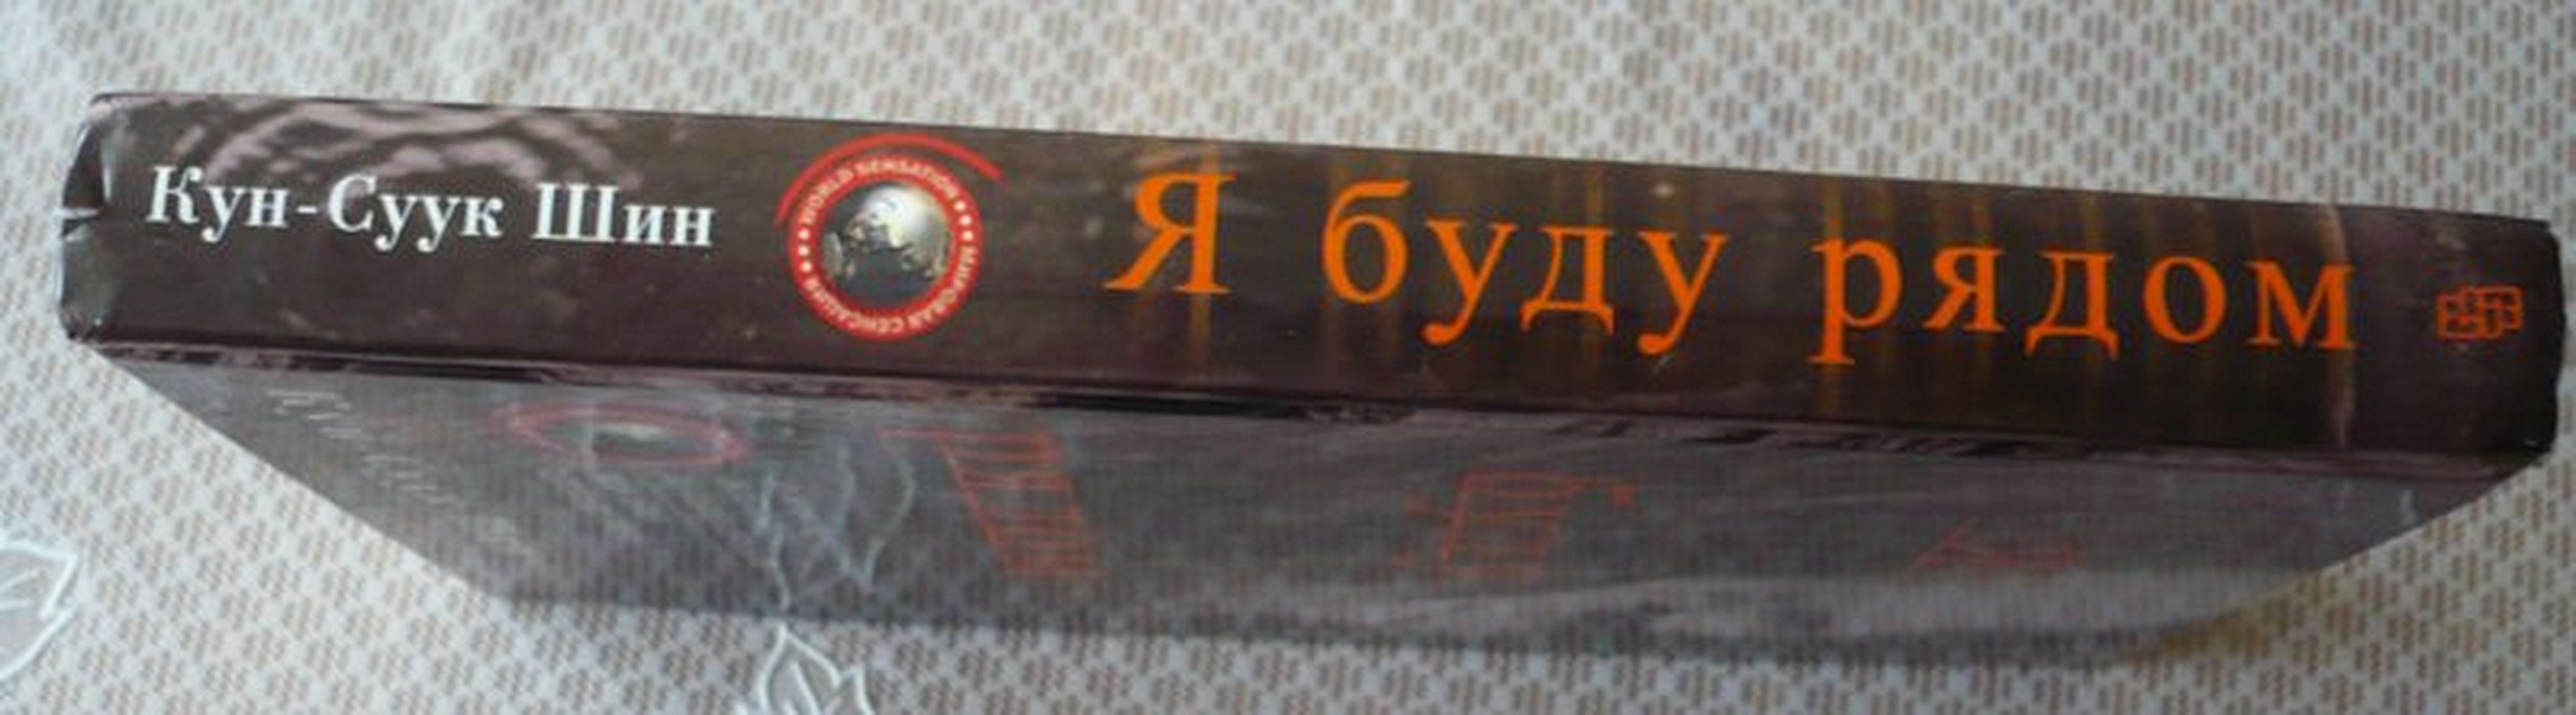 Кун-Суук Шин
WORLD SENSATION
МИРОВАЯ СЕНСАЦИЯ
Я буду рядом